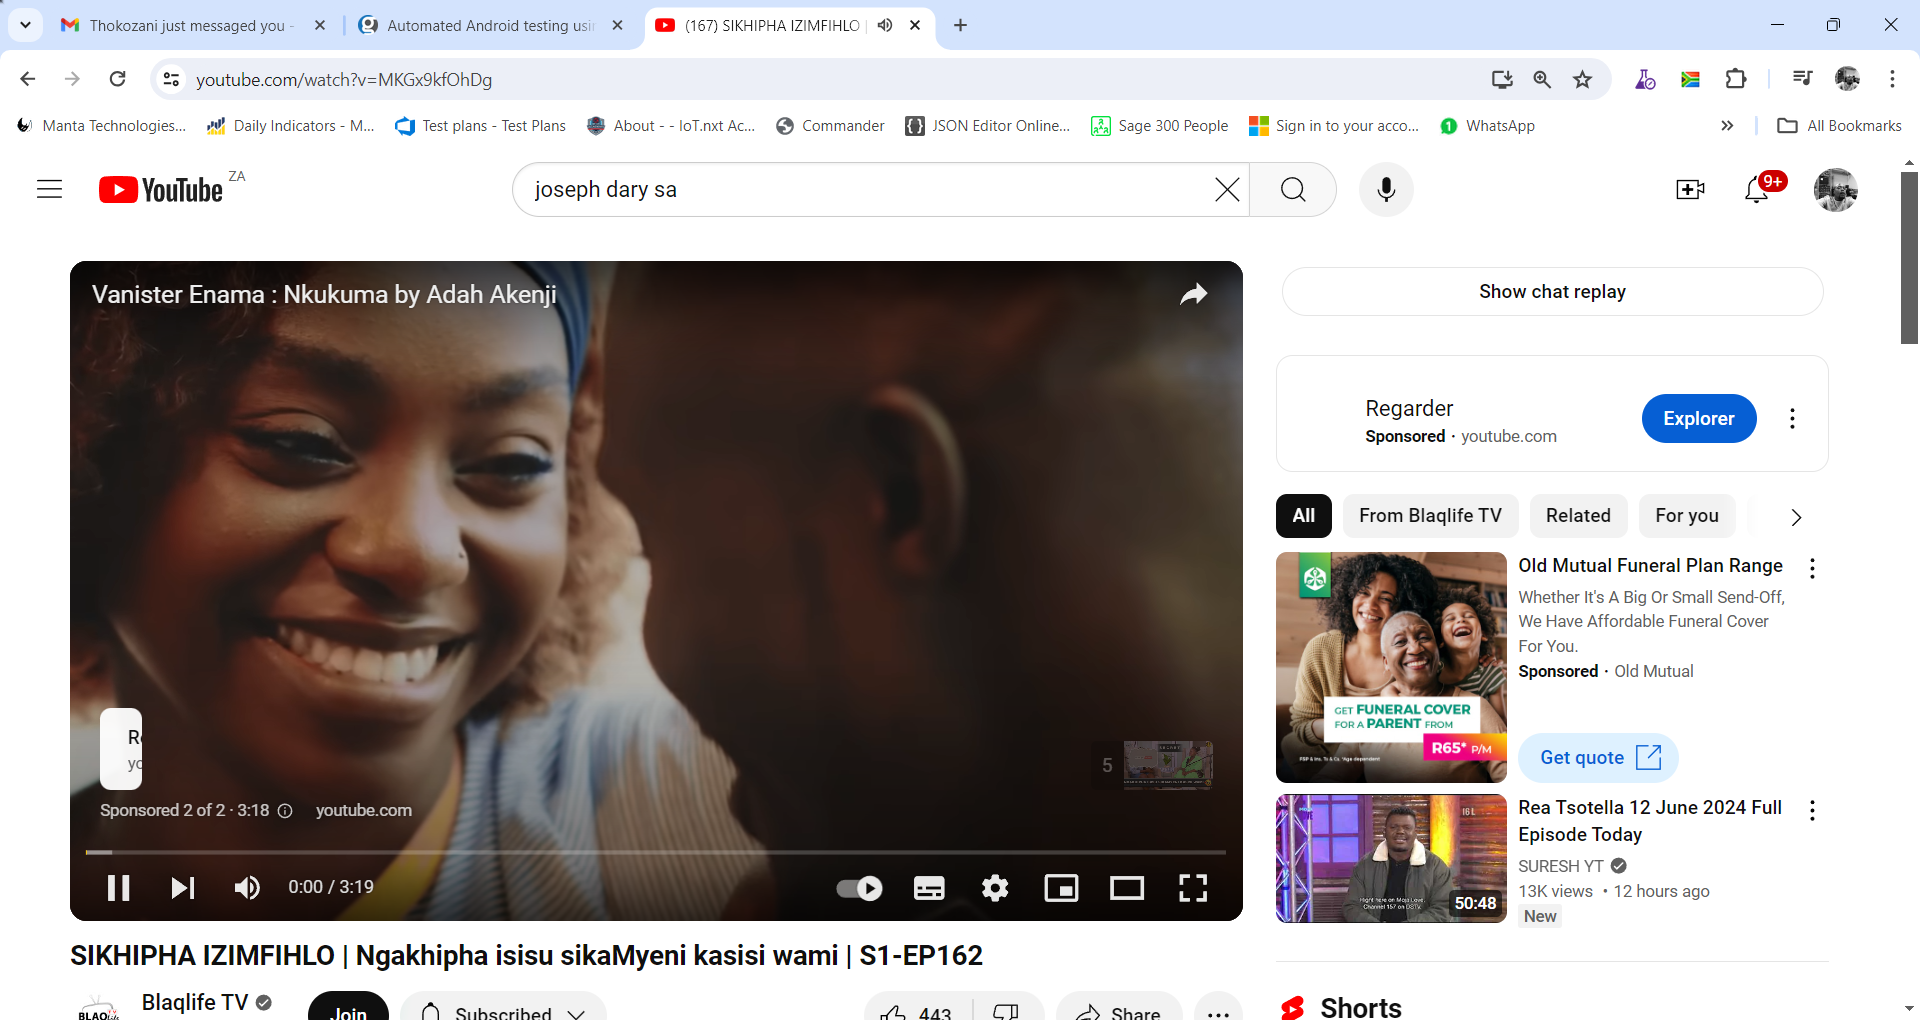 Thokozani just messaged you -
Automated Android testing usi
(167) SIKHIPHA IZIMFIHLO |
youtube.com/watch?v=MKGx9kfOhDg
Manta Technologies...
Daily Indicators - M...
Test plans - Test Plans
About - - IoT.nxt Ac...
Commander
JSON Editor Online...
Sage 300 People
Sign in to your acco...
1
WhatsApp
All Bookmarks
YouTube ZA
joseph dary sa
9+
Vanister Enama : Nkukuma by Adah Akenji
5
Sponsored 2 of 2 · 3:18
youtube.com
0:00 / 3:19
SIKHIPHA IZIMFIHLO | Ngakhipha isisu sikaMyeni kasisi wami | S1-EP162
Blaqlife TV
Join
Subscribed
443
Share
Show chat replay
Regarder
Sponsored · youtube.com
Explorer
All
From Blaqlife TV
Related
For you
GET FUNERAL COVER
FOR A PARENT FROM
R65* P/M
Old Mutual Funeral Plan Range
Whether It's A Big Or Small Send-Off,
We Have Affordable Funeral Cover
For You.
Sponsored · Old Mutual
Get quote
50:48
Rea Tsotella 12 June 2024 Full
Episode Today
SURESH YT
13K views • 12 hours ago
New
Shorts